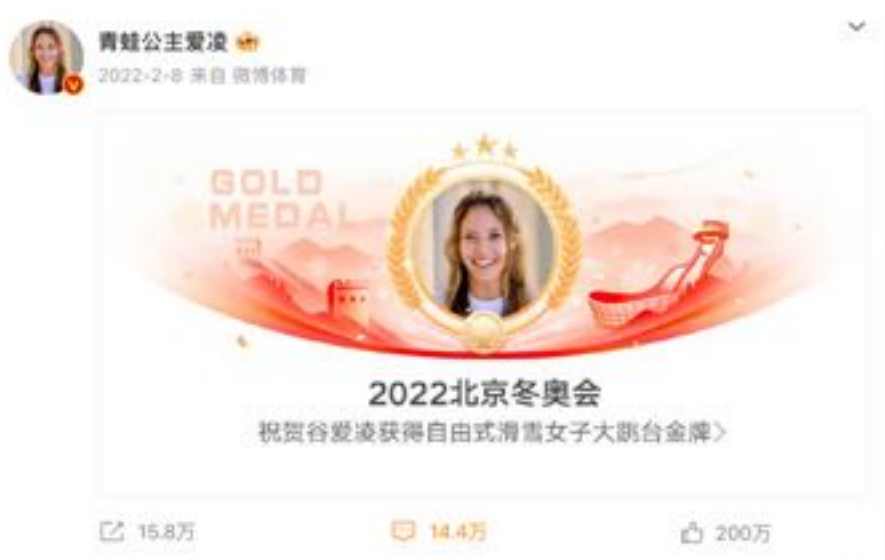 青蛙公主爱凌
2022-2-8 来自 微博体育
GOLD
MEDAL
2022北京冬奥会
祝贺谷爱凌获得自由式滑雪女子大跳台金牌>
15.8万
14.4万
200万